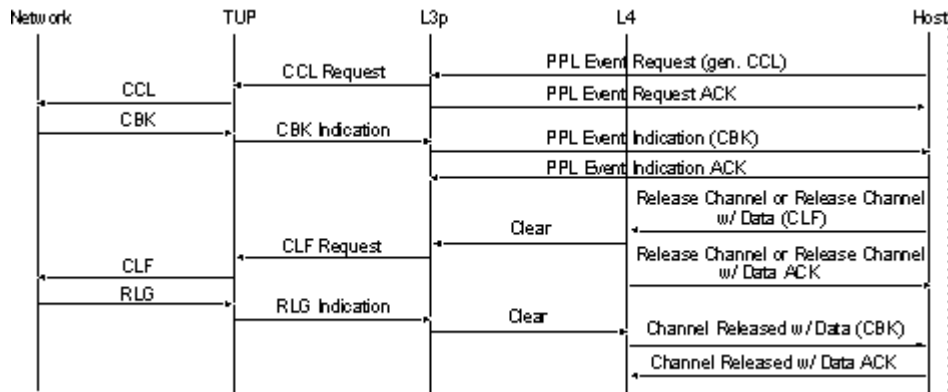 Network TUP L3p L4 Host
PPL Event Request (gen. CCL)
CCL Request
CCL
PPL Event Request ACK
CBK
CBK Indication
PPL Event Indication (CBK)
PPL Event Indication ACK
Release Channel or Release Channel
w/ Data (CLF)
Clear
CLF Request
Release Channel or Release Channel
w/ Data ACK
CLF
RLG
RLG Indication
Clear
Channel Released w/ Data (CBK)
Channel Released w/ Data ACK